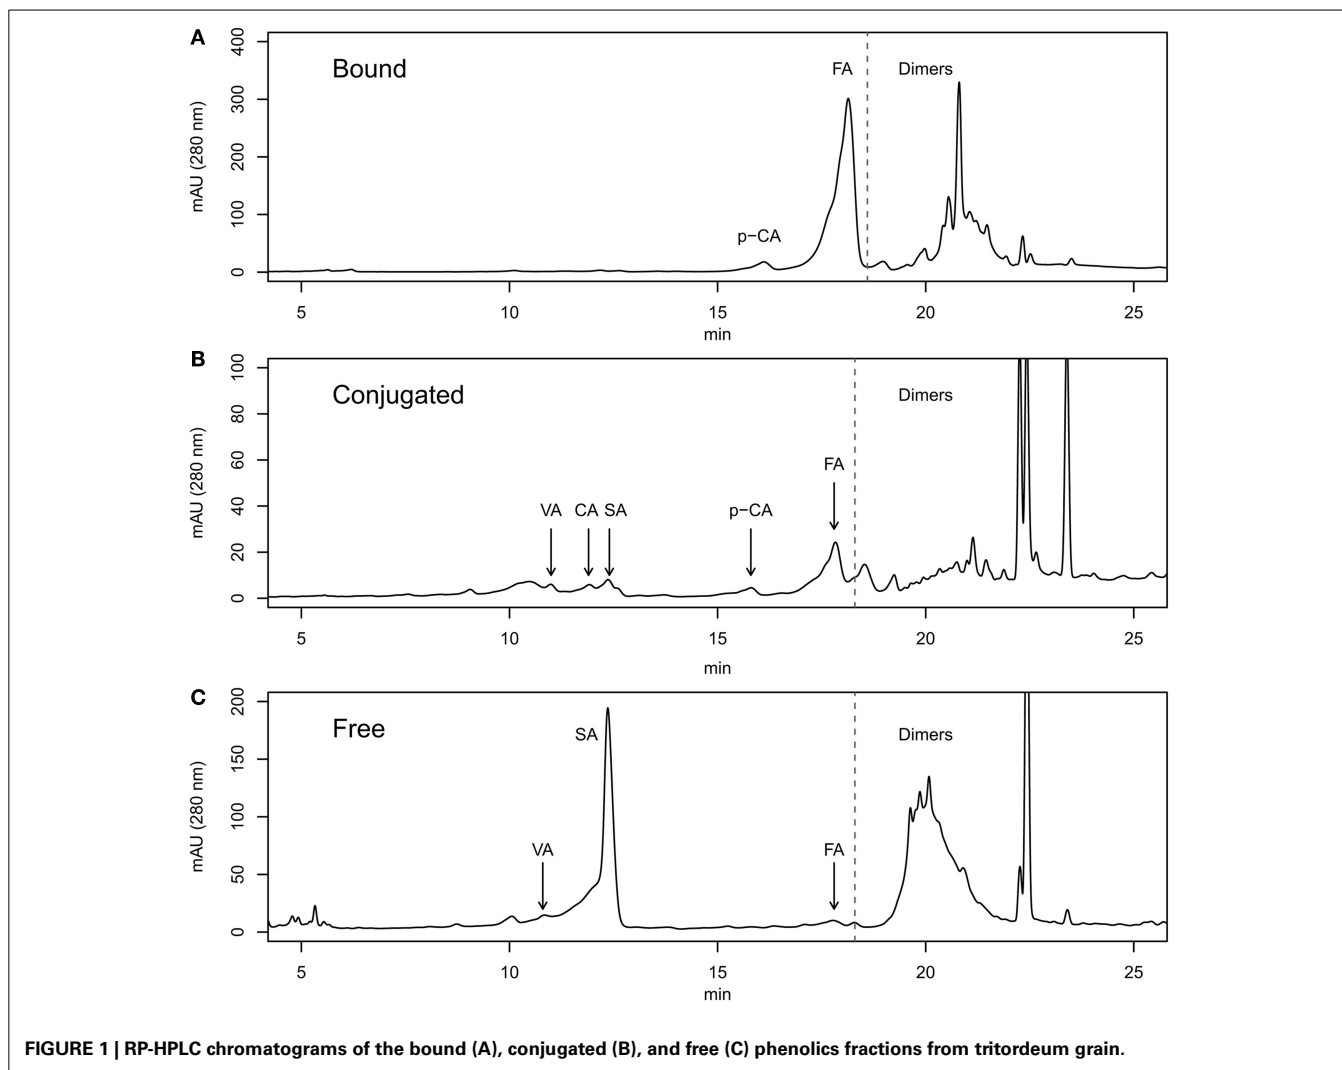 A
Bound
FA
Dimers
p−CA
mAU (280 nm)
400
300
200
100
0
5 10 15 20 25
min
B
Conjugated
Dimers
FA
VA CA SA p−CA
mAU (280 nm)
100
80
60
40
20
0
5 10 15 20 25
min
C
Free
SA
Dimers
VA
FA
mAU (280 nm)
200
150
100
50
0
5 10 15 20 25
min
FIGURE 1 | RP-HPLC chromatograms of the bound (A), conjugated (B), and free (C) phenolics fractions from tritordeum grain.